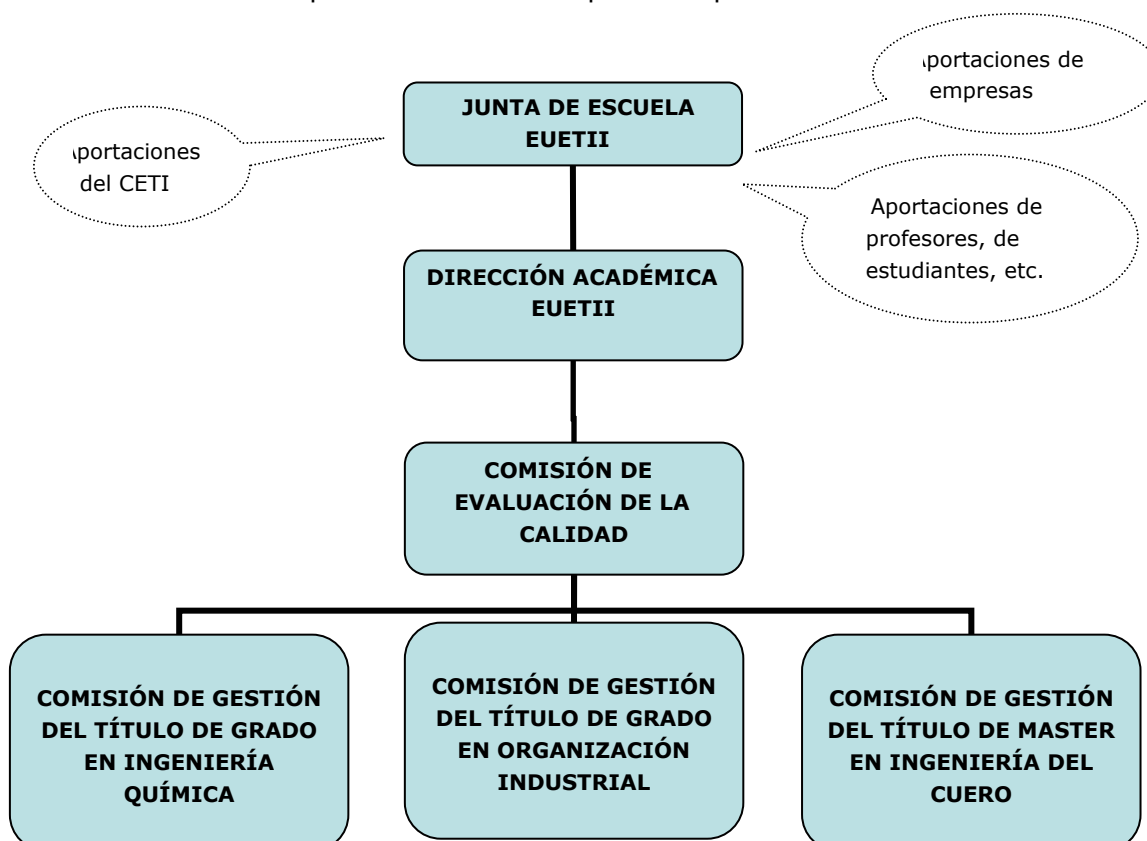 portaciones de
empresas
JUNTA DE ESCUELA
EUETII
portaciones
del CETI
Aportaciones de
profesores, de
estudiantes, etc.
DIRECCIÓN ACADÉMICA
EUETII
COMISIÓN DE
EVALUACIÓN DE LA
CALIDAD
COMISIÓN DE GESTIÓN
DEL TÍTULO DE GRADO
EN INGENIERÍA
QUÍMICA
COMISIÓN DE GESTIÓN
DEL TÍTULO DE GRADO
EN ORGANIZACIÓN
INDUSTRIAL
COMISIÓN DE GESTIÓN
DEL TÍTULO DE MASTER
EN INGENIERÍA DEL
CUERO